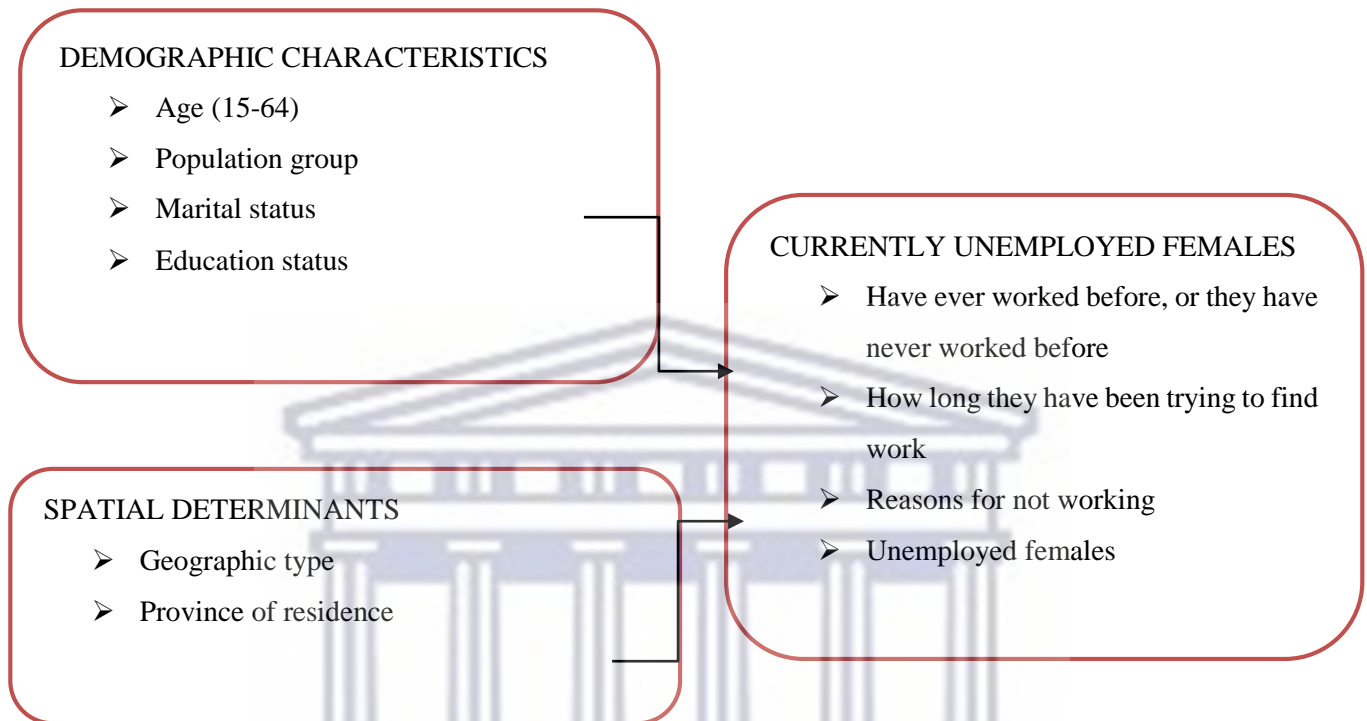 DEMOGRAPHIC CHARACTERISTICS
➢ Age (15-64)
➢ Population group
➢ Marital status
➢ Education status
SPATIAL DETERMINANTS
➢ Geographic type
➢ Province of residence
CURRENTLY UNEMPLOYED FEMALES
➢ Have ever worked before, or they have
never worked before
➢ How long they have been trying to find
work
➢ Reasons for not working
➢ Unemployed females